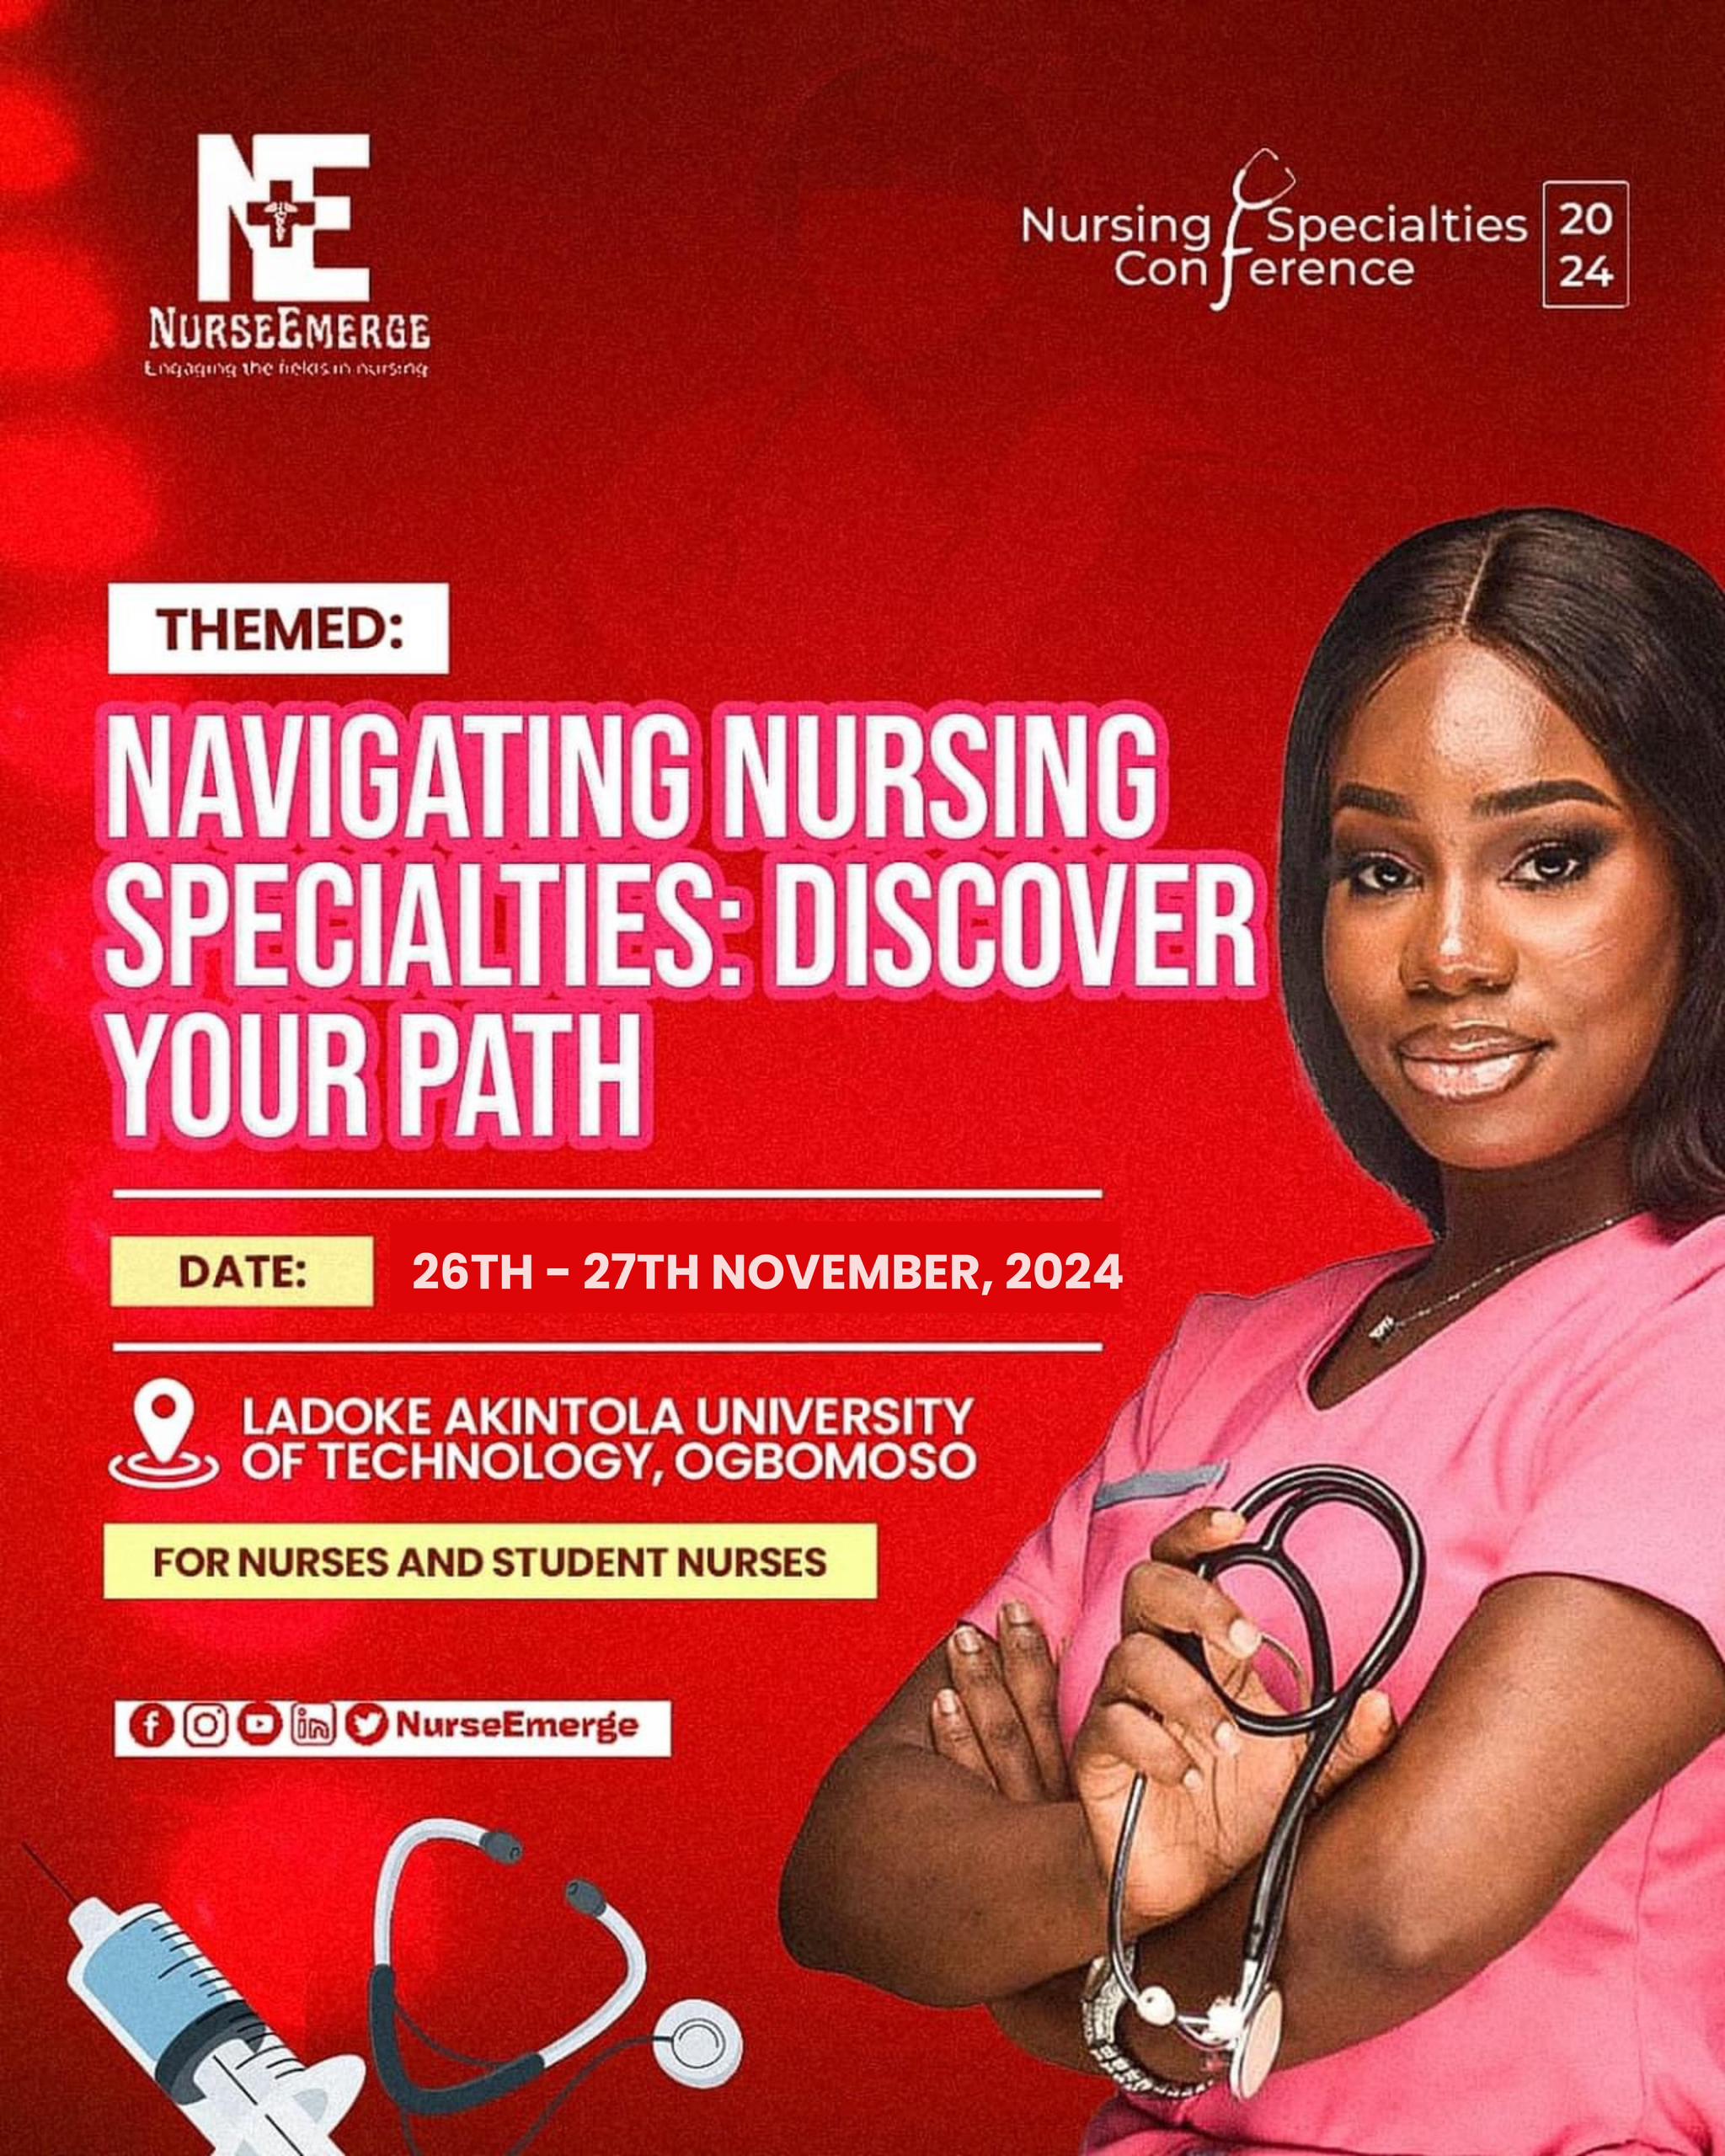 NE
NURSEEMERGE
Engaging the fields in nursing
Nursing Specialties
Conference
20
24
THEMED:
NAVIGATING NURSING
SPECIALTIES: DISCOVER
YOUR PATH
DATE:
26TH - 27TH NOVEMBER, 2024
LADOKE AKINTOLA UNIVERSITY
OF TECHNOLOGY, OGBOMOSO
FOR NURSES AND STUDENT NURSES
NurseEmerge